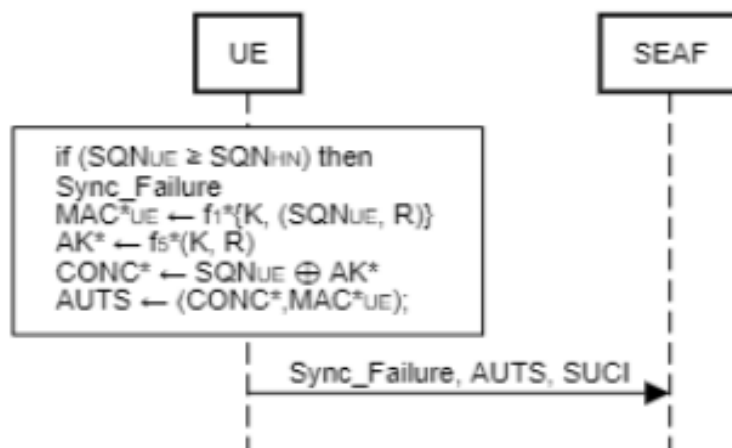 UE
SEAF
if (SQNUE ≥ SQNHN) then
Sync_Failure
MAC*UE ← f1*{K, (SQNUE, R)}
AK* ← f5*(K, R)
CONC* ← SQNUE ⊕ AK*
AUTS ← (CONC*,MAC*UE);
Sync_Failure, AUTS, SUCI